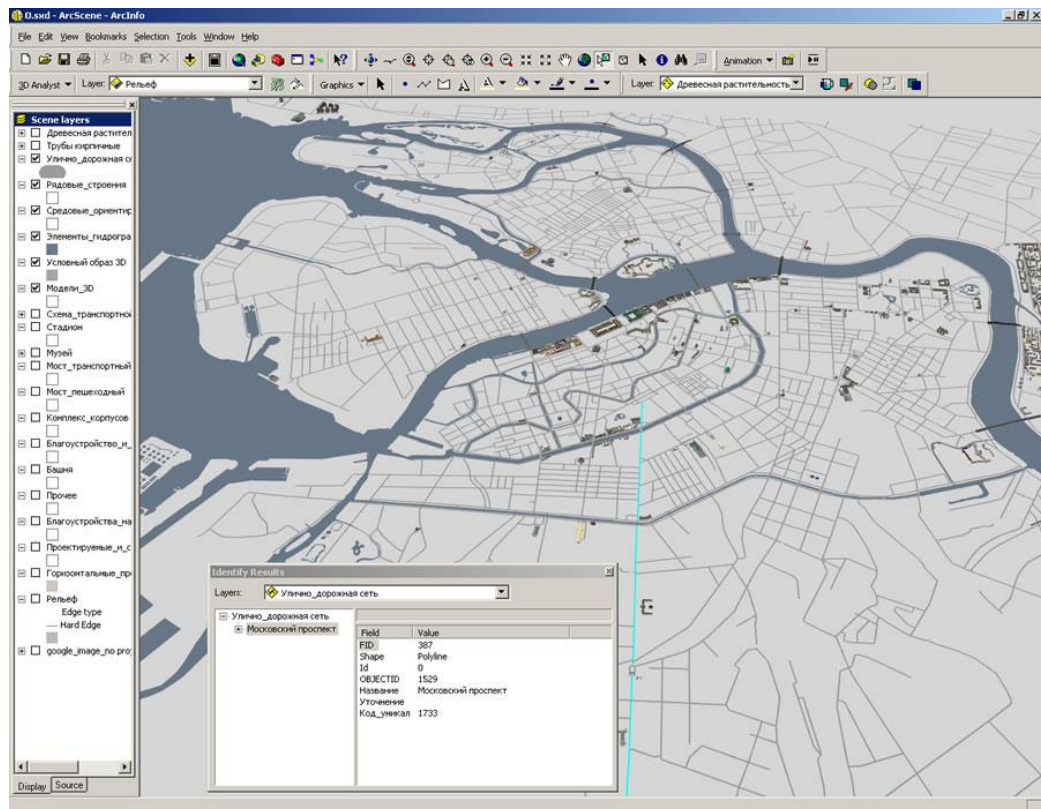 0.sxd - ArcScene - ArcInfo
File Edit View Bookmarks Selection Tools Window Help
Animation
3D Analyst Layer: Рельеф Graphics Layer: Древесная растительность
Scene layers
Древесная растител
Трубы кирпичные
Улично_дорожная се
Рядовые_строения
Средовые_ориентир
Элементы_гидрогра
Условный образ 3D
Модели_3D
Схема_транспортной
Стадион
Музей
Мост_транспортный
Мост_пешеходный
Комплекс_корпусов
Благоустройство_и_
Башня
Прочее
Благоустройства_на
Проектируемые_и_с
Горизонтальные_пр
Рельеф
Edge type
Hard Edge
google_image_no pro
Display Source
Identify Results
Layers: Улично_дорожная сеть
Улично_дорожная сеть
Московский проспект
Field Value
FID 387
Shape Polyline
Id 0
OBJECTID 1529
Название Московский проспект
Уточнение
Код_уникал 1733